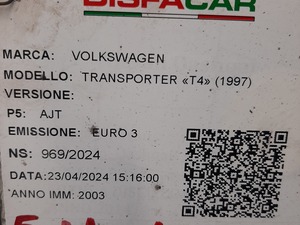 DISFACAR
MARCA: VOLKSWAGEN
MODELLO: TRANSPORTER «T4» (1997)
VERSIONE:
P5: AJT
EMISSIONE: EURO 3
NS: 969/2024
DATA:23/04/2024 15:16:00
ANNO IMM: 2003